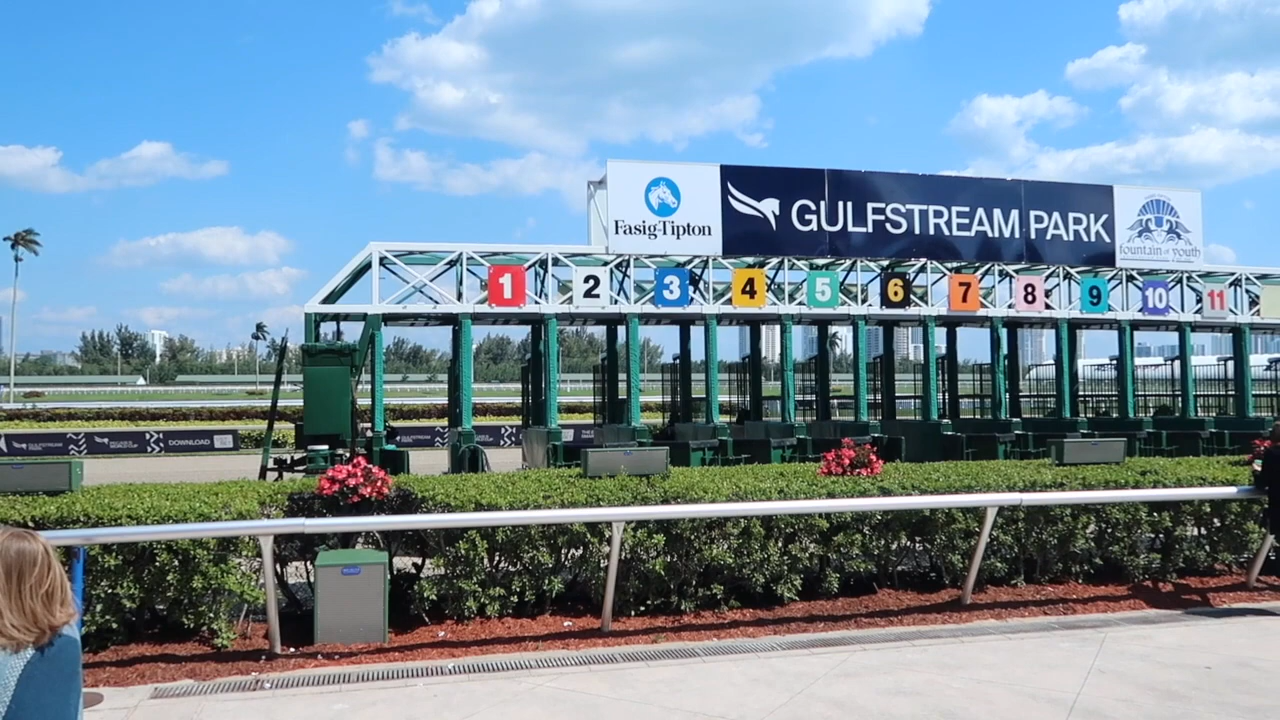 Fasig-Tipton
GULFSTREAM PARK
fountain of youth
1 2 3 4 5 6 7 8 9 10 11
DOWNLOAD